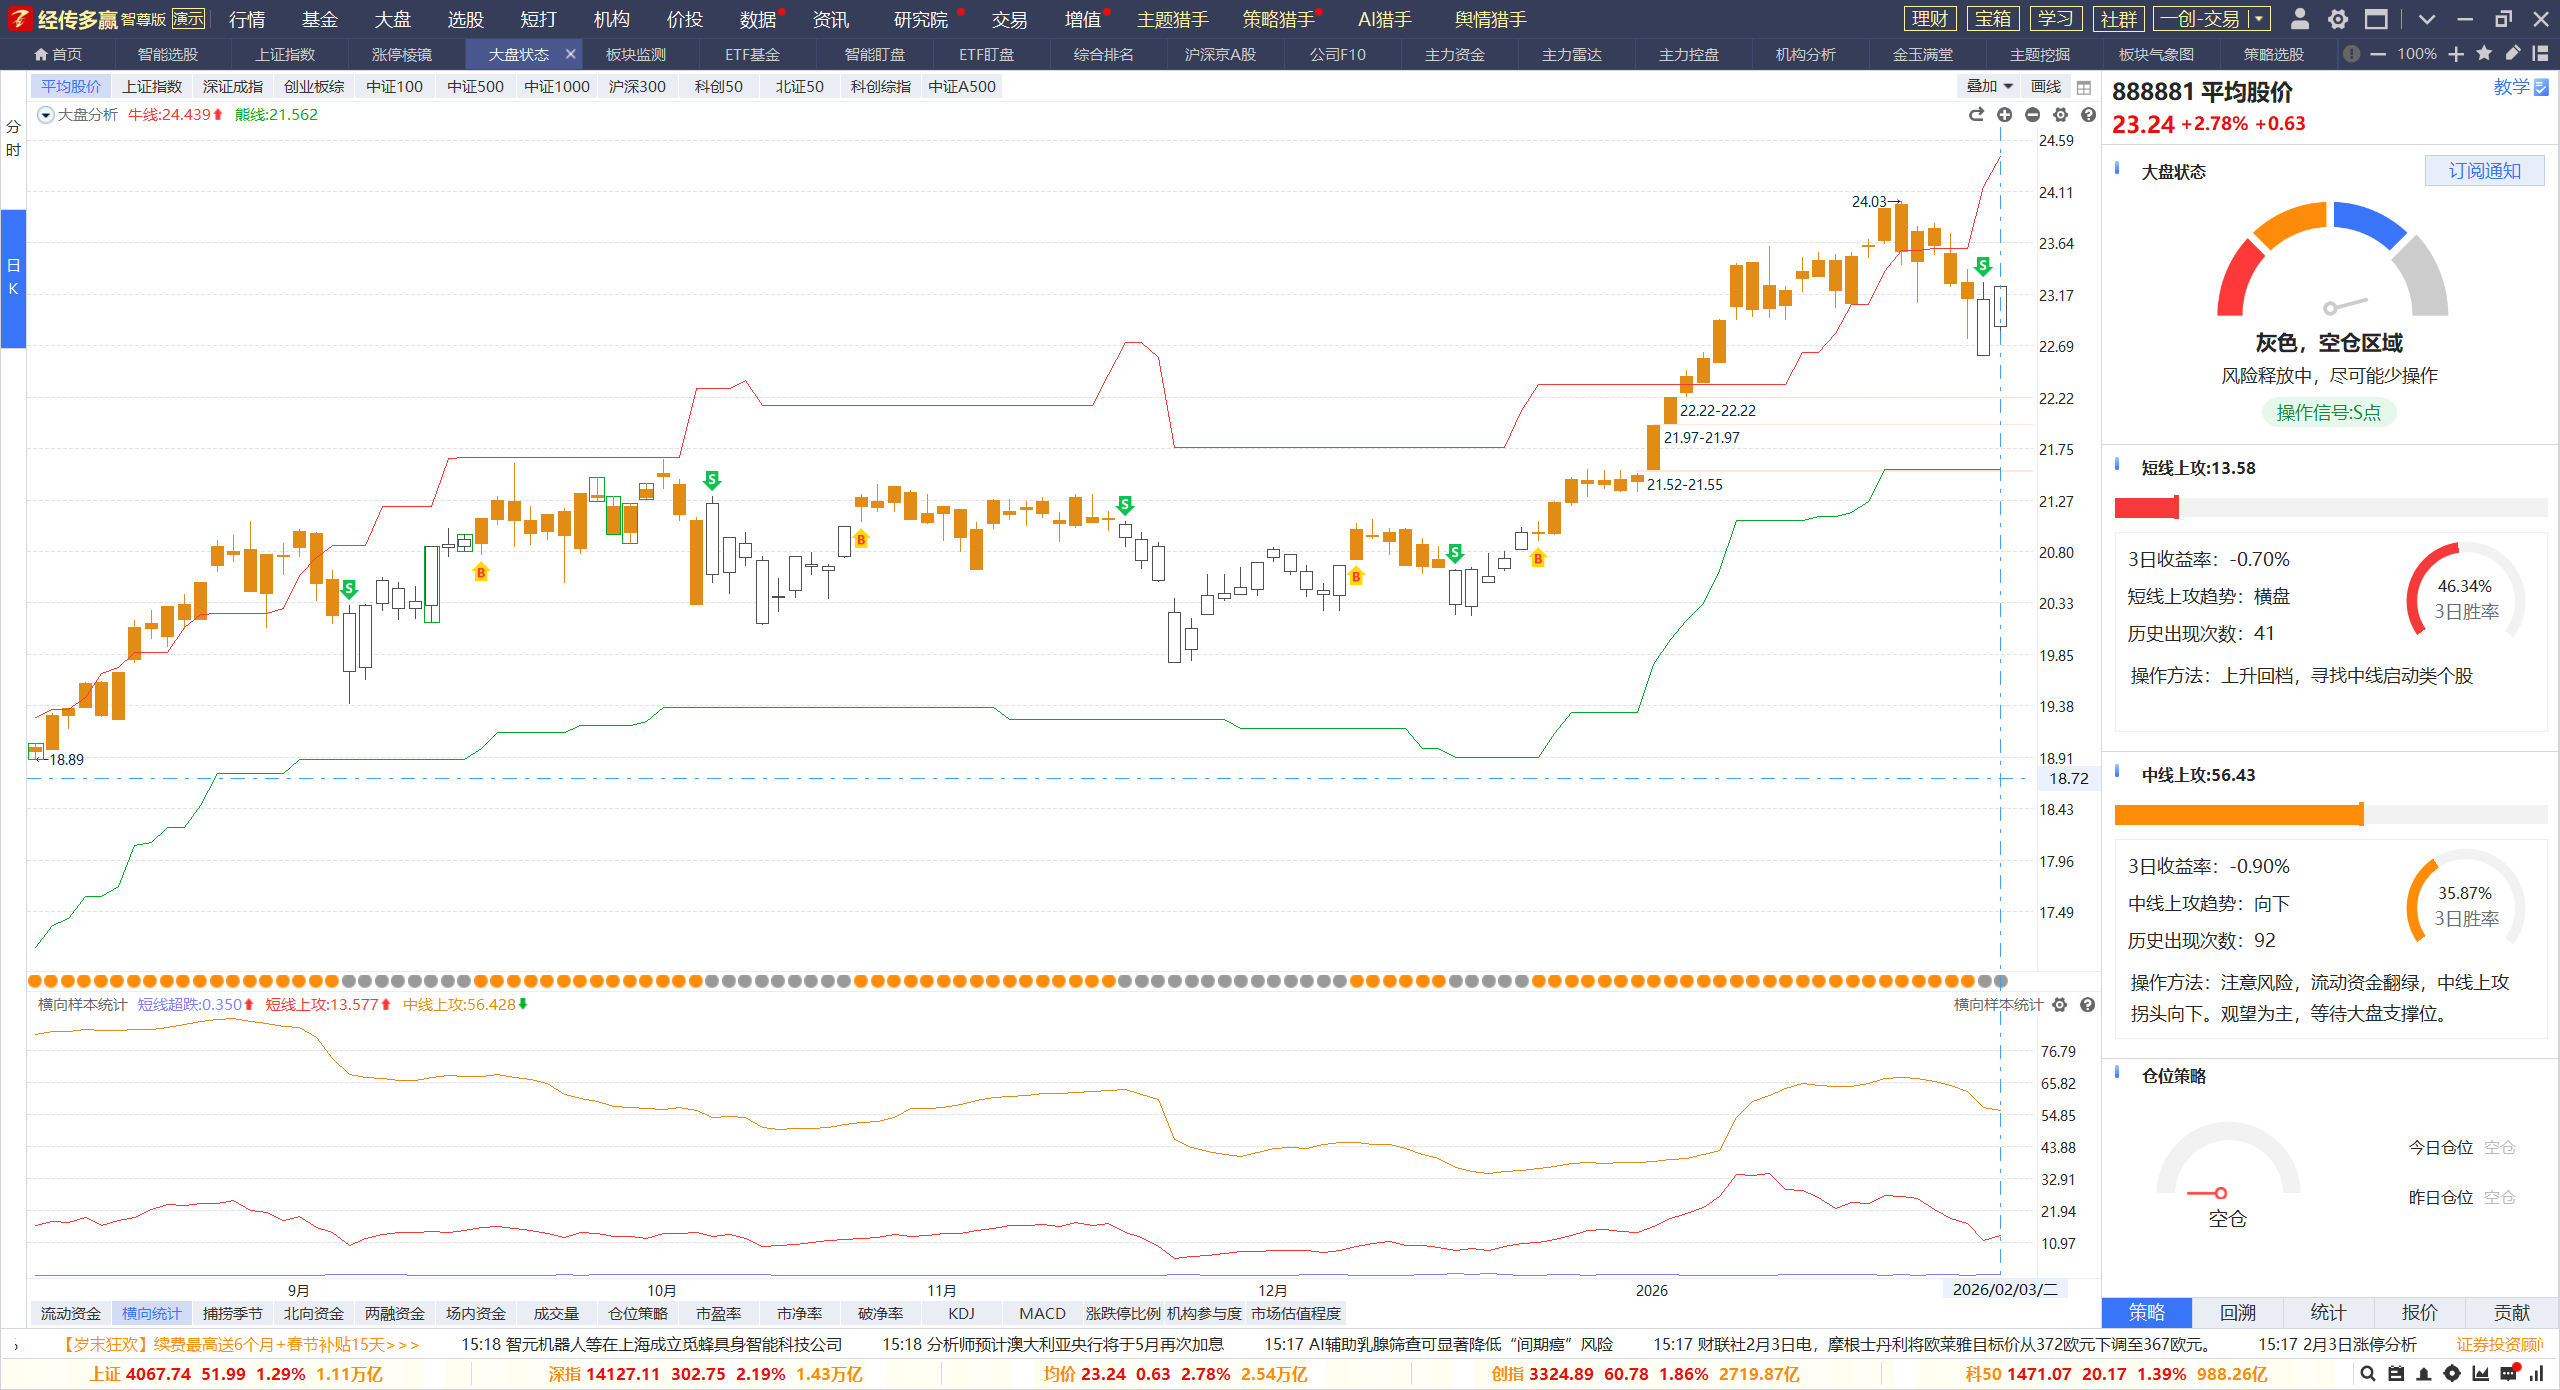 经传多赢 智尊版 演示 行情 基金 大盘 选股 短打 机构 价投 数据 资讯 研究院 交易 增值 主题猎手 策略猎手 AI猎手 舆情猎手 理财 宝箱 学习 社群 一创-交易
首页 智能选股 上证指数 涨停棱镜 大盘状态 板块监测 ETF基金 智能盯盘 ETF盯盘 综合排名 沪深京A股 公司F10 主力资金 主力雷达 主力控盘 机构分析 金玉满堂 主题挖掘 板块气象图 策略选股 100%
平均股价 上证指数 深证成指 创业板综 中证100 中证500 中证1000 沪深300 科创50 北证50 科创综指 中证A500 叠加 画线
大盘分析 牛线:24.439 熊线:21.562
分时
日K
24.59
24.11
23.64
23.17
22.69
22.22
21.75
21.27
20.80
20.33
19.85
19.38
18.91
18.72
18.43
17.96
17.49
24.03
22.22-22.22
21.97-21.97
21.52-21.55
18.89
S
S
S
S
S
B
B
B
B
横向样本统计 短线超跌:0.350 短线上攻:13.577 中线上攻:56.428 横向样本统计
76.79
65.82
54.85
43.88
32.91
21.94
10.97
9月 10月 11月 12月 2026 2026/02/03/二
流动资金 横向统计 捕捞季节 北向资金 两融资金 场内资金 成交量 仓位策略 市盈率 市净率 破净率 KDJ MACD 涨跌停比例 机构参与度 市场估值程度
888881 平均股价 教学
23.24 +2.78% +0.63
大盘状态 订阅通知
灰色，空仓区域
风险释放中，尽可能少操作
操作信号:S点
短线上攻:13.58
3日收益率：-0.70%
短线上攻趋势：横盘
历史出现次数：41
46.34%
3日胜率
操作方法：上升回档，寻找中线启动类个股
中线上攻:56.43
3日收益率：-0.90%
中线上攻趋势：向下
历史出现次数：92
35.87%
3日胜率
操作方法：注意风险，流动资金翻绿，中线上攻
拐头向下。观望为主，等待大盘支撑位。
仓位策略
今日仓位 空仓
昨日仓位 空仓
空仓
策略 回溯 统计 报价 贡献
【岁末狂欢】续费最高送6个月+春节补贴15天>>> 15:18 智元机器人等在上海成立觅蜂具身智能科技公司 15:18 分析师预计澳大利亚央行将于5月再次加息 15:17 AI辅助乳腺筛查可显著降低“间期癌”风险 15:17 财联社2月3日电，摩根士丹利将欧莱雅目标价从372欧元下调至367欧元。 15:17 2月3日涨停分析 证券投资顾
上证 4067.74 51.99 1.29% 1.11万亿 深指 14127.11 302.75 2.19% 1.43万亿 均价 23.24 0.63 2.78% 2.54万亿 创指 3324.89 60.78 1.86% 2719.87亿 科50 1471.07 20.17 1.39% 988.26亿